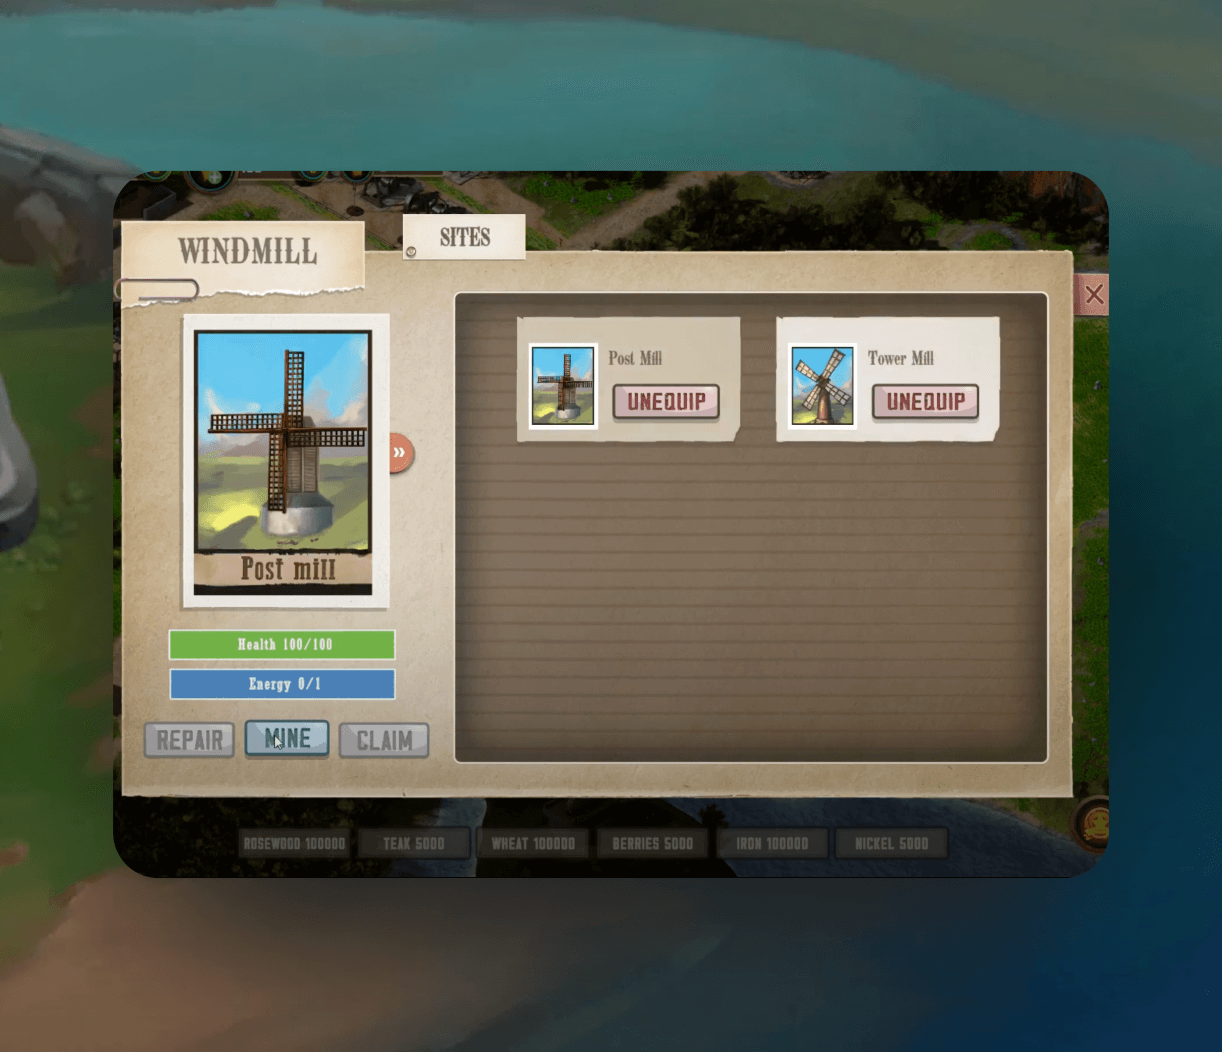 WINDMILL
SITES
Post Mill
UNEQUIP
Tower Mill
UNEQUIP
Post mill
Health 100/100
Energy 0/1
REPAIR
MINE
CLAIM
ROSEWOOD 100000
TEAK 5000
WHEAT 100000
BERRIES 5000
IRON 100000
NICKEL 5000